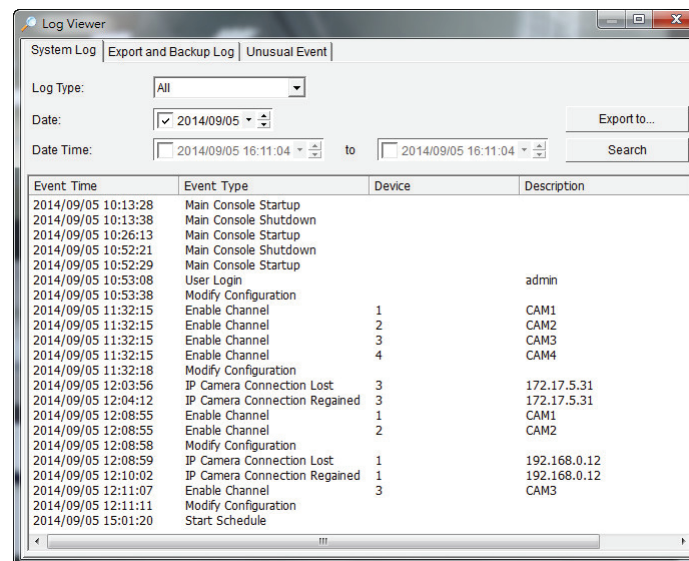 Log Viewer
System Log Export and Backup Log Unusual Event
Log Type: All
Date: 2014/09/05 Export to...
Date Time: 2014/09/05 16:11:04 to 2014/09/05 16:11:04 Search
Event Time Event Type Device Description
2014/09/05 10:13:28 Main Console Startup
2014/09/05 10:13:38 Main Console Shutdown
2014/09/05 10:26:13 Main Console Startup
2014/09/05 10:52:21 Main Console Shutdown
2014/09/05 10:52:29 Main Console Startup
2014/09/05 10:53:08 User Login admin
2014/09/05 10:53:38 Modify Configuration
2014/09/05 11:32:15 Enable Channel 1 CAM1
2014/09/05 11:32:15 Enable Channel 2 CAM2
2014/09/05 11:32:15 Enable Channel 3 CAM3
2014/09/05 11:32:15 Enable Channel 4 CAM4
2014/09/05 11:32:18 Modify Configuration
2014/09/05 12:03:56 IP Camera Connection Lost 3 172.17.5.31
2014/09/05 12:04:12 IP Camera Connection Regained 3 172.17.5.31
2014/09/05 12:08:55 Enable Channel 1 CAM1
2014/09/05 12:08:55 Enable Channel 2 CAM2
2014/09/05 12:08:58 Modify Configuration
2014/09/05 12:08:59 IP Camera Connection Lost 1 192.168.0.12
2014/09/05 12:10:02 IP Camera Connection Regained 1 192.168.0.12
2014/09/05 12:11:07 Enable Channel 3 CAM3
2014/09/05 12:11:11 Modify Configuration
2014/09/05 15:01:20 Start Schedule